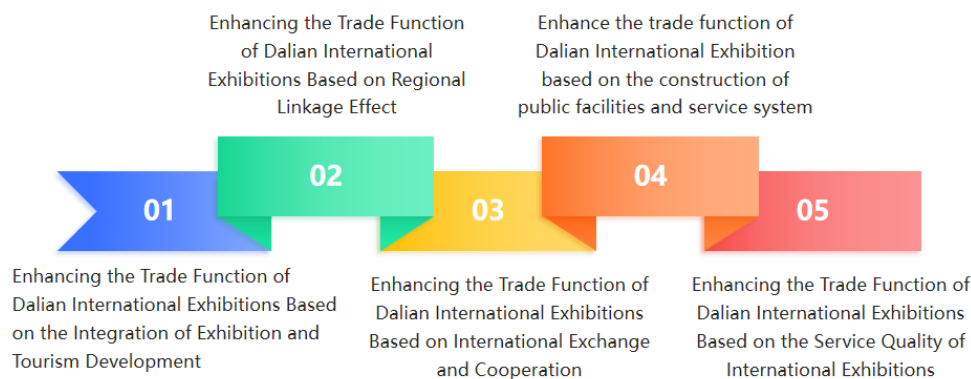 Enhancing the Trade Function
of Dalian International
Exhibitions Based on Regional
Linkage Effect
Enhance the trade function of
Dalian International Exhibition
based on the construction of
public facilities and service system
01
02
03
04
05
Enhancing the Trade Function of
Dalian International Exhibitions Based
on the Integration of Exhibition and
Tourism Development
Enhancing the Trade Function of
Dalian International Exhibitions
Based on International Exchange
and Cooperation
Enhancing the Trade Function of
Dalian International Exhibitions
Based on the Service Quality of
International Exhibitions